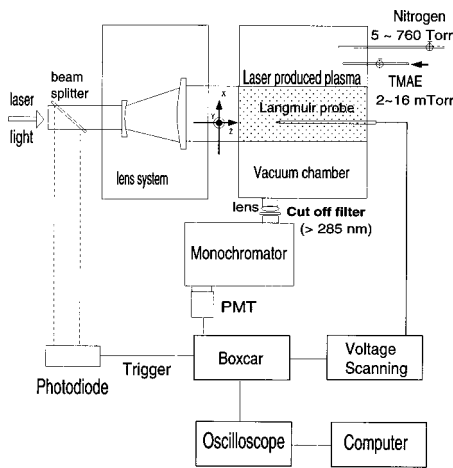 Nitrogen
5 ~ 760 Torr
beam
splitter
laser
light
lens system
X
Y
Z
Laser produced plasma
Langmuir probe
TMAE
2~16 mTorr
Vacuum chamber
lens
Cut off filter
(> 285 nm)
Monochromator
PMT
Photodiode
Trigger
Boxcar
Voltage
Scanning
Oscilloscope
Computer